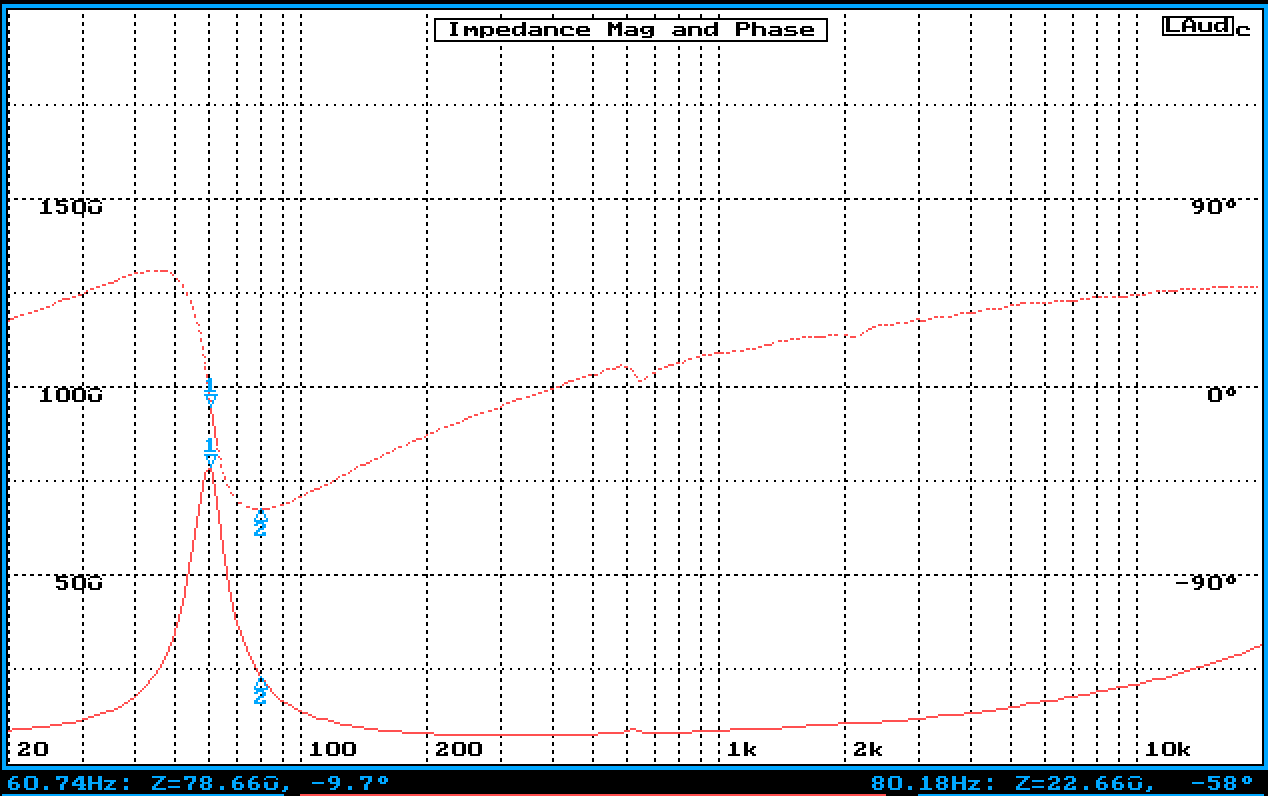 Impedance Mag and Phase
LAudc
150Ω
90°
1
100Ω
0°
1
2
50Ω
-90°
2
20
100
200
1k
2k
10k
60.74Hz: Z=78.66Ω, -9.7°
80.18Hz: Z=22.66Ω, -58°